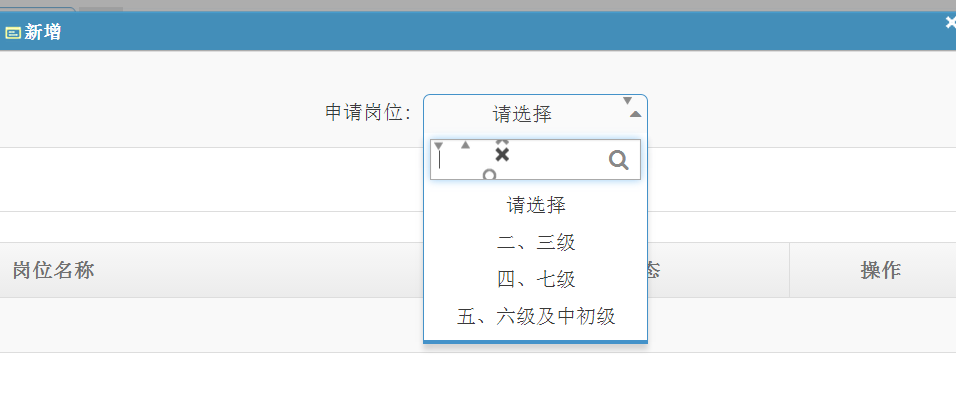 新增
申请岗位：
请选择
请选择
二、三级
四、七级
五、六级及中初级
岗位名称
态
操作